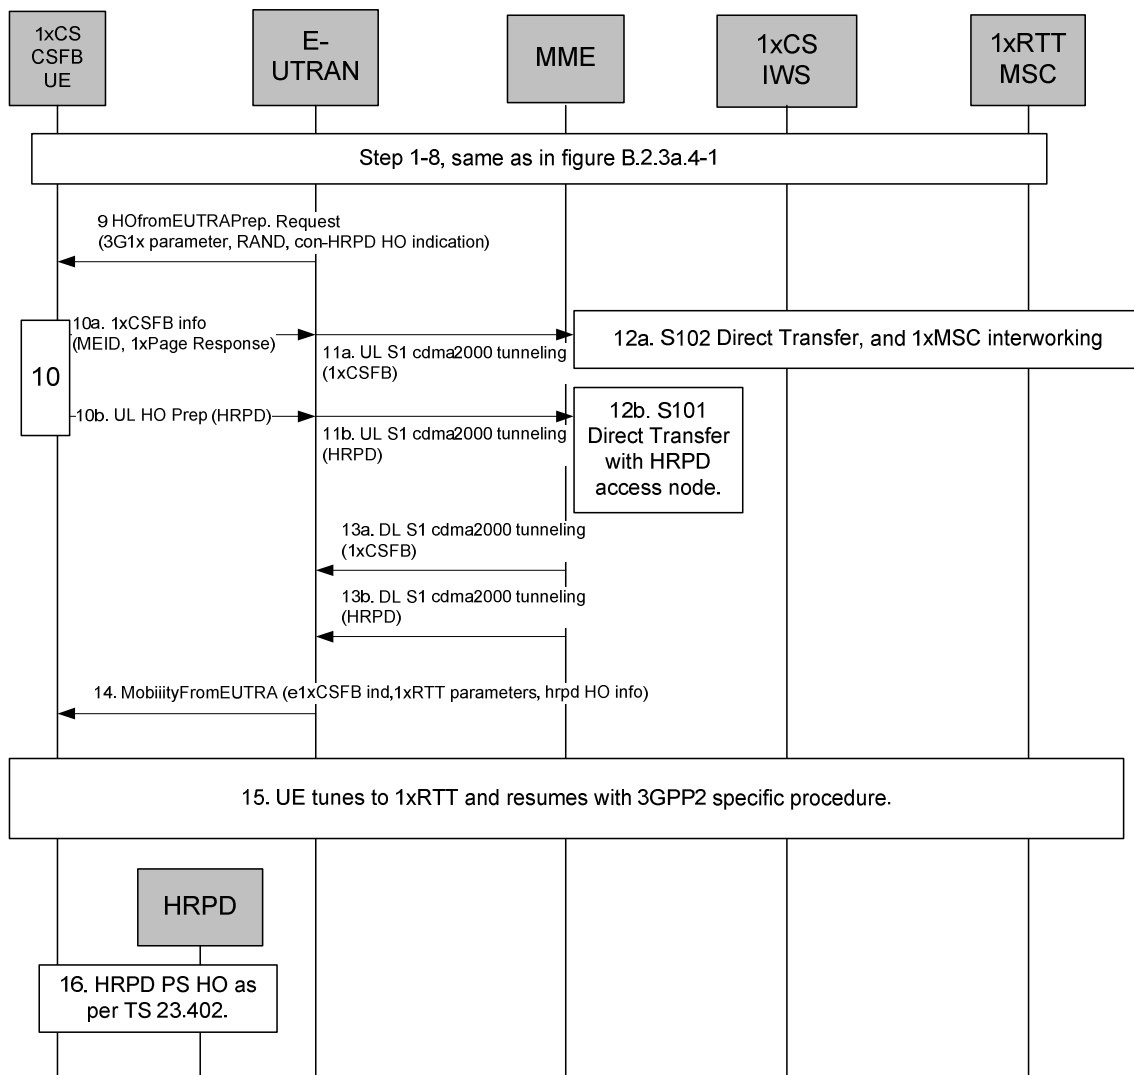 1xCS
CSFB
UE
E-
UTRAN
MME
1xCS
IWS
1xRTT
MSC
Step 1-8, same as in figure B.2.3a.4-1
9 HOfromEUTRAPrep. Request
(3G1x parameter, RAND, con-HRPD HO indication)
10
10a. 1xCSFB info
(MEID, 1xPage Response)
11a. UL S1 cdma2000 tunneling
(1xCSFB)
12a. S102 Direct Transfer, and 1xMSC interworking
10b. UL HO Prep (HRPD)
11b. UL S1 cdma2000 tunneling
(HRPD)
12b. S101
Direct Transfer
with HRPD
access node.
13a. DL S1 cdma2000 tunneling
(1xCSFB)
13b. DL S1 cdma2000 tunneling
(HRPD)
14. MobiiityFromEUTRA (e1xCSFB ind,1xRTT parameters, hrpd HO info)
15. UE tunes to 1xRTT and resumes with 3GPP2 specific procedure.
HRPD
16. HRPD PS HO as
per TS 23.402.